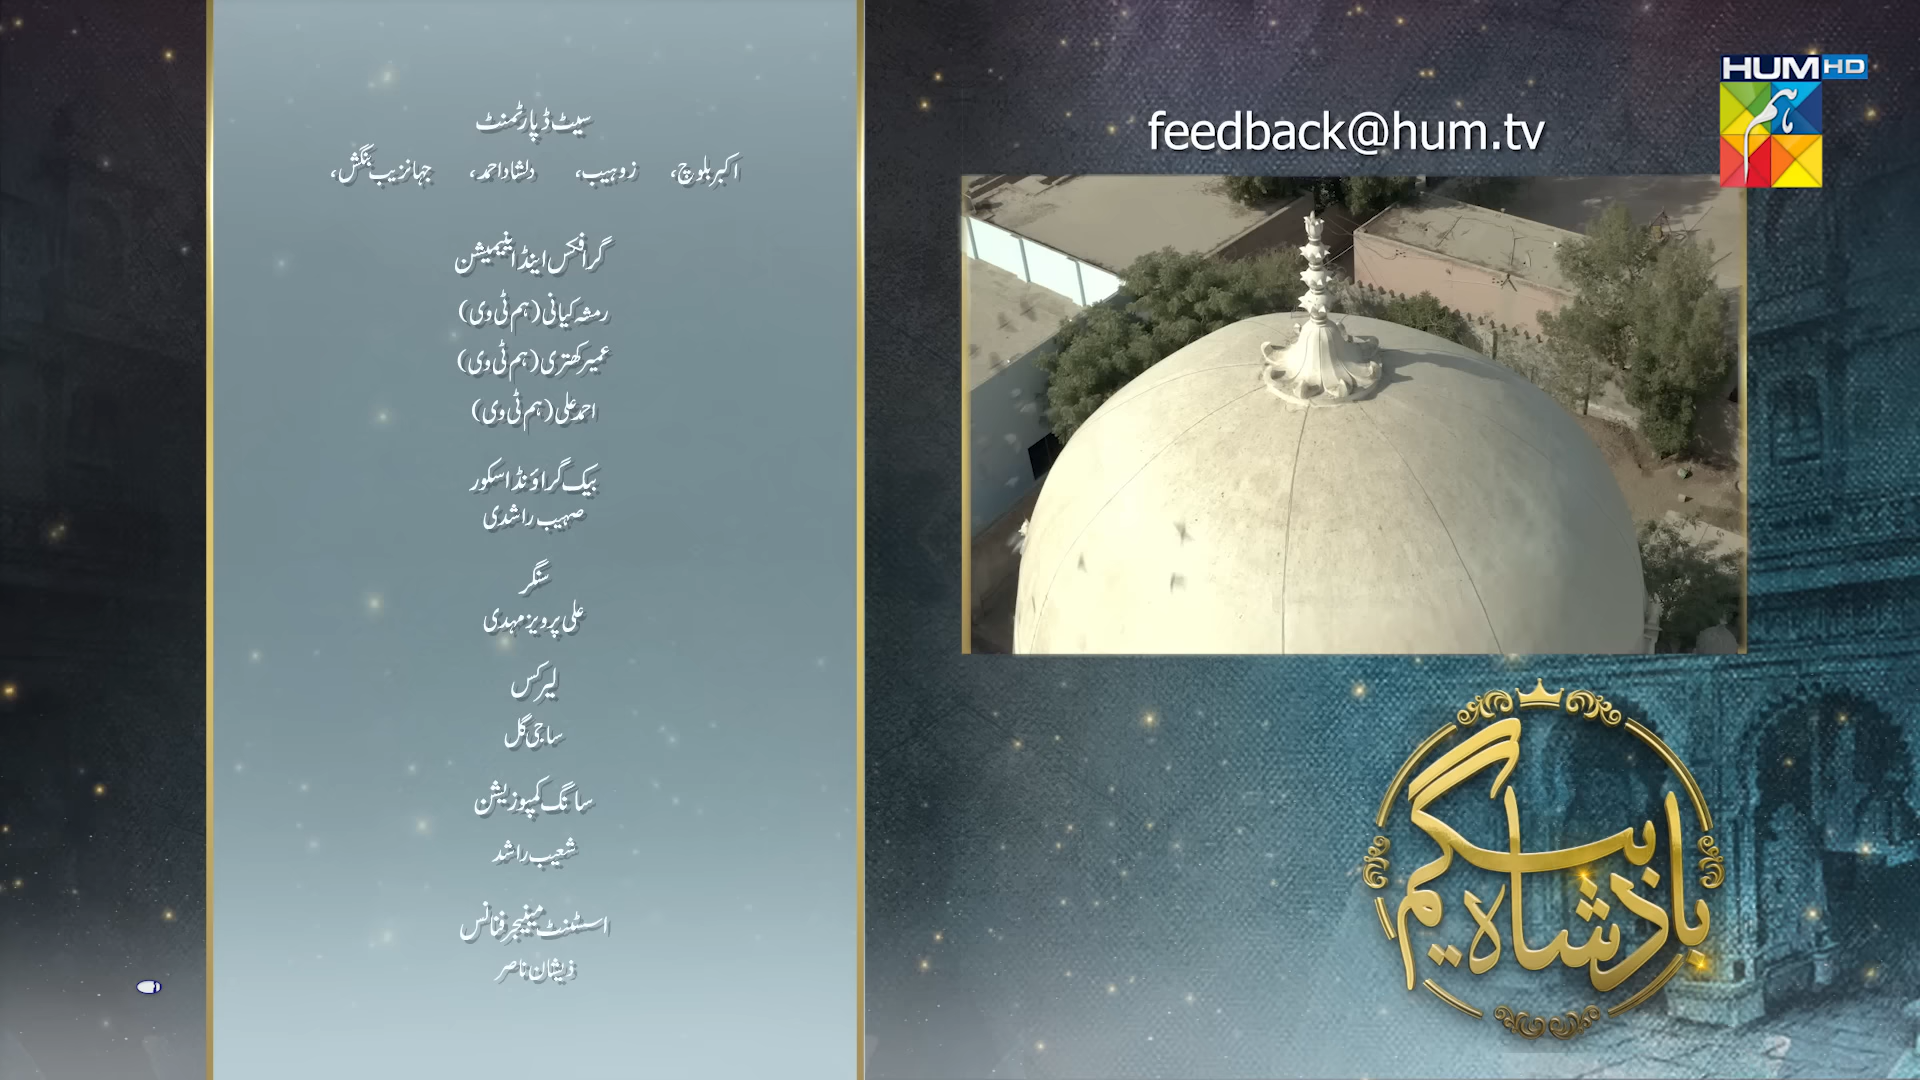 سیٹ ڈپارٹمنٹ
اکبر بلوچ، زوہیب، دلشاد احمد، جہانزیب بنگش،
گرافکس اینڈ اینیمیشن
رمشہ کیانی (ہم ٹی وی)
عمیر کھتری (ہم ٹی وی)
احمد علی (ہم ٹی وی)
بیک گراؤنڈ اسکور
صہیب راشدی
سنگر
علی پرویز مہدی
لیرکس
ساجی گل
سانگ کمپوزیشن
شعیب راشد
اسسٹنٹ مینیجر فنانس
ذیشان ناصر
feedback@hum.tv
HUM HD
ہم
بادشاہ بیگم